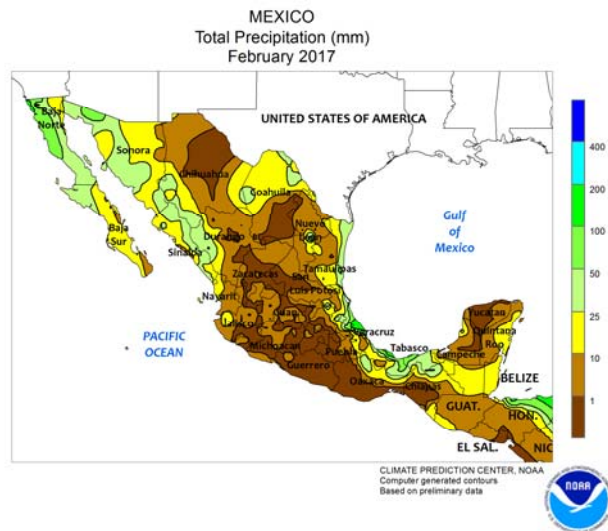 MEXICO
Total Precipitation (mm)
February 2017
UNITED STATES OF AMERICA
Baja
Norte
Sonora
Chihuahua
Coahuila
Baja
Sur
Sinaloa
Durango
Nuevo
Leon
Gulf
of
Mexico
Tamaulipas
Zacatecas
San
Luis Potosi
Nayarit
Jalisco
Guan
PACIFIC
OCEAN
Michoacan
Guerrero
Puebla
Veracruz
Oaxaca
Tabasco
Chiapas
Campeche
Yucatan
Quintana
Roo
BELIZE
GUAT.
HON.
EL SAL.
NIC
400
200
100
50
25
10
1
CLIMATE PREDICTION CENTER, NOAA
Computer generated contours
Based on preliminary data
NOAA